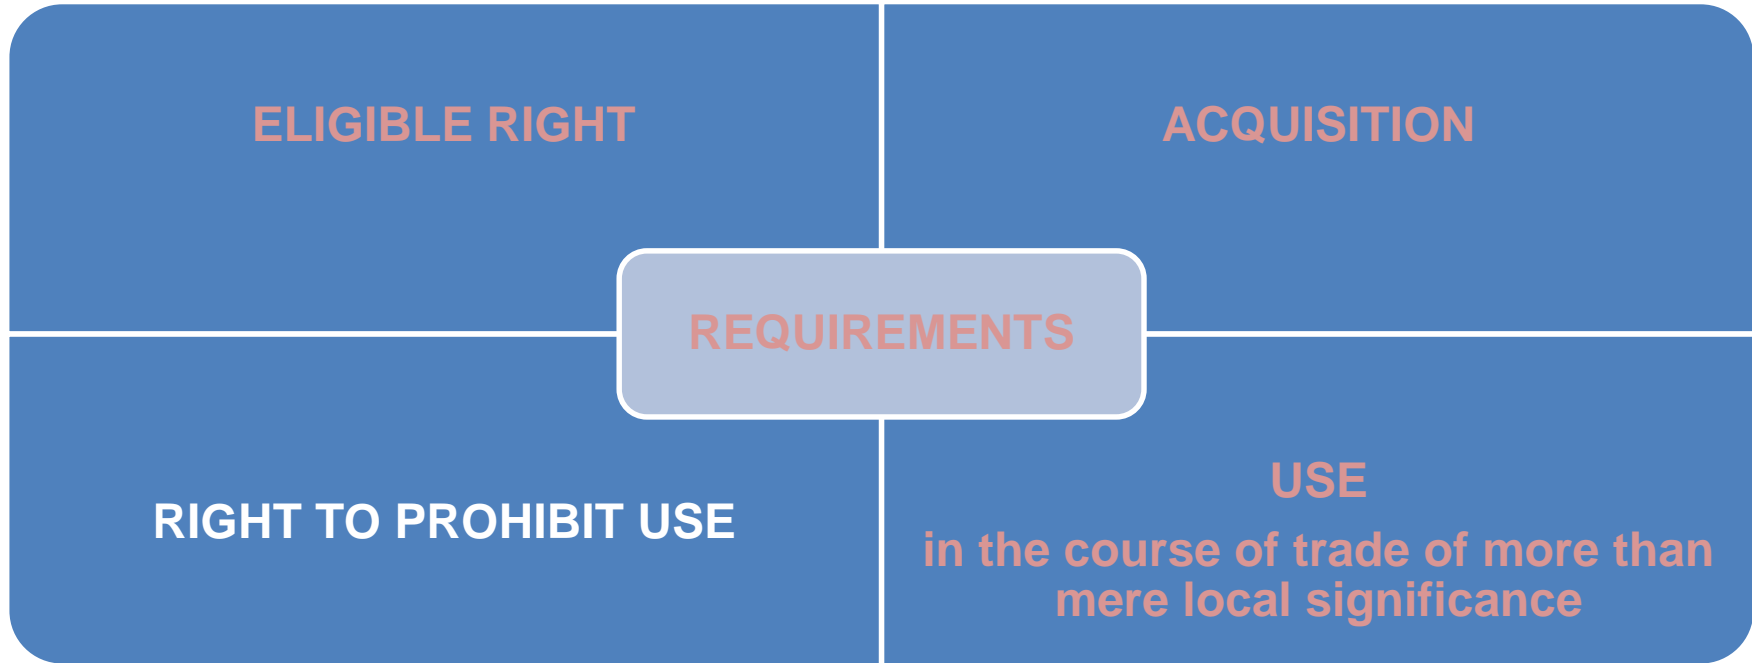 ELIGIBLE RIGHT
ACQUISITION
REQUIREMENTS
RIGHT TO PROHIBIT USE
USE
in the course of trade of more than
mere local significance